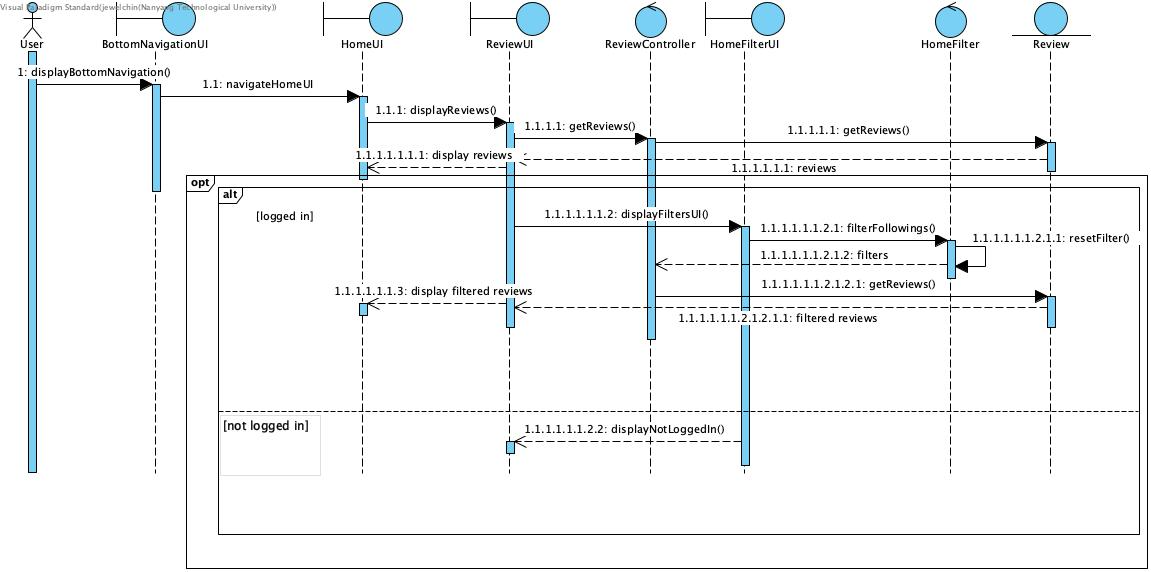 Visual Paradigm Standard(jewelchin(Nanyang Technological University))
User
BottomNavigationUI
HomeUI
ReviewUI
ReviewController
HomeFilterUI
HomeFilter
Review
1: displayBottomNavigation()
1.1: navigateHomeUI
1.1.1: displayReviews()
1.1.1.1: getReviews()
1.1.1.1.1: getReviews()
1.1.1.1.1.1.1: display reviews
1.1.1.1.1.1: reviews
opt
alt
[logged in]
1.1.1.1.1.1.2: displayFiltersUI()
1.1.1.1.1.1.2.1: filterFollowings()
1.1.1.1.1.1.2.1.1: resetFilter()
1.1.1.1.1.1.2.1.2: filters
1.1.1.1.1.1.2.1.2.1: getReviews()
1.1.1.1.1.1.3: display filtered reviews
1.1.1.1.1.1.2.1.2.1.1: filtered reviews
[not logged in]
1.1.1.1.1.1.2.2: displayNotLoggedIn()